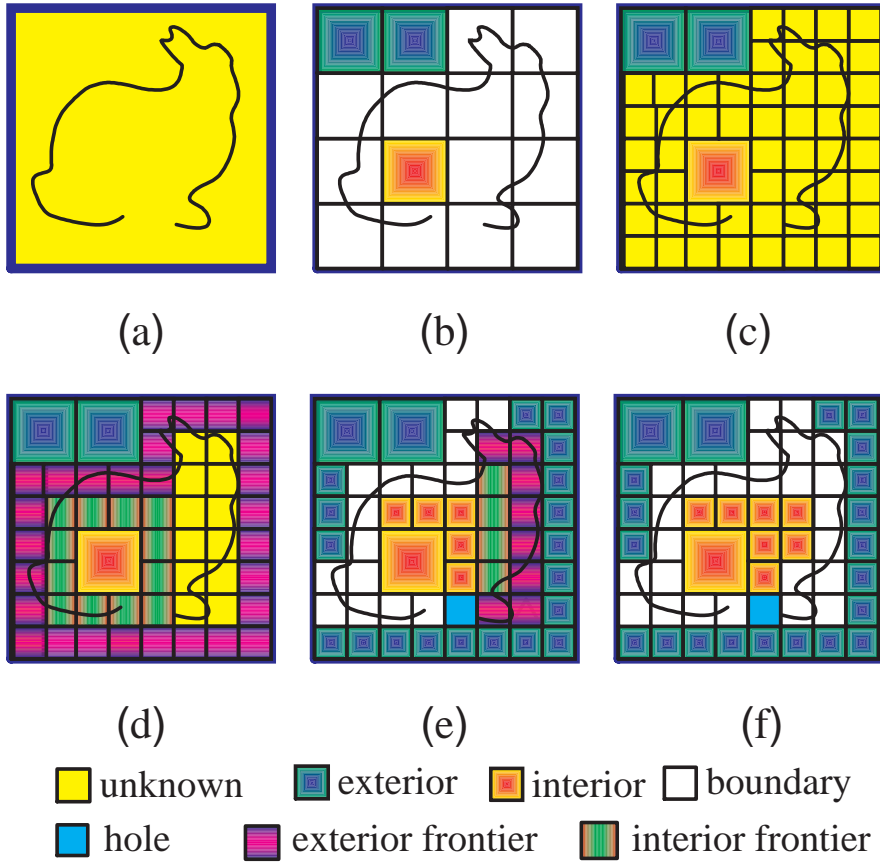 (a) (b) (c)
(d) (e) (f)
unknown exterior interior boundary
hole exterior frontier interior frontier